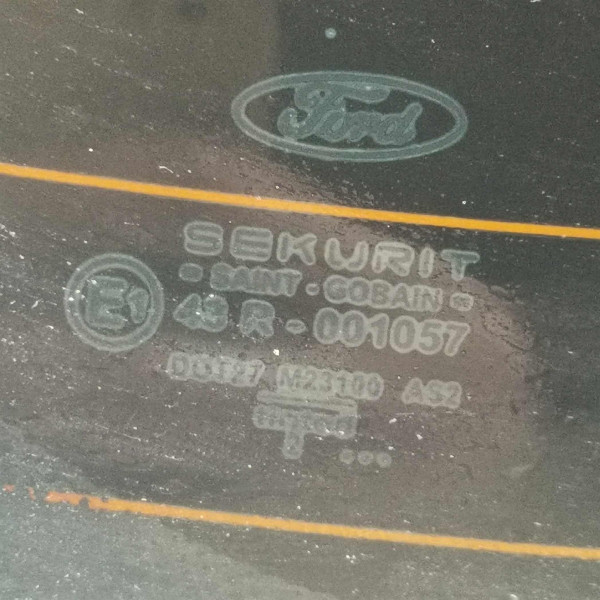 Ford
SEKURIT
SAINT - GOBAIN
E1
43 R - 001057
DOT27 M23100 AS2